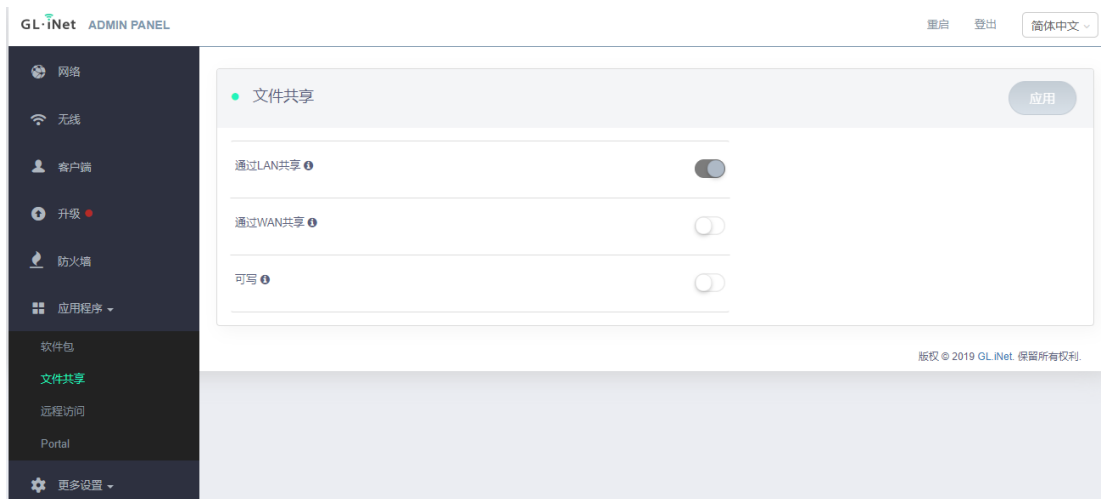 GL·iNet ADMIN PANEL
重启 登出 简体中文
网络
无线
客户端
升级
防火墙
应用程序
软件包
文件共享
远程访问
Portal
更多设置
文件共享
应用
通过LAN共享
通过WAN共享
可写
版权 © 2019 GL.iNet. 保留所有权利.